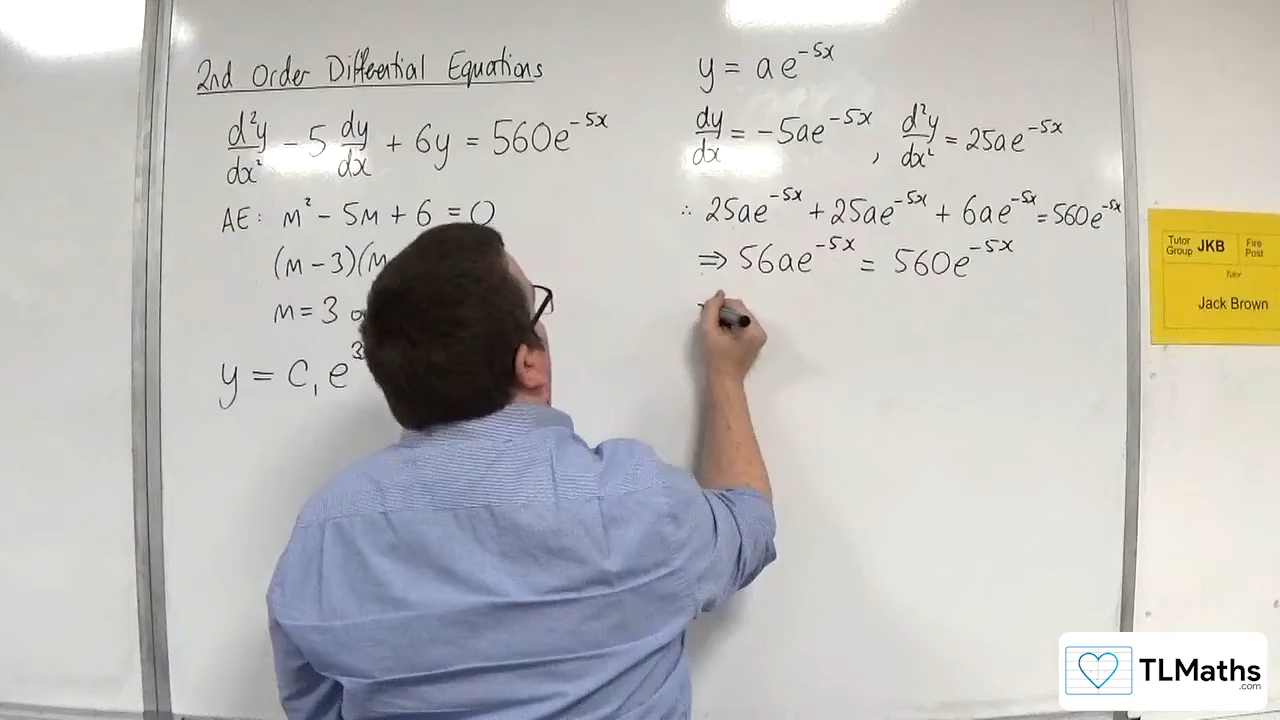 2nd Order Differential Equations
d²y/dx² - 5 dy/dx + 6y = 560e^-5x
AE: m² - 5m + 6 = 0
(m - 3)(m
m = 3
y = C₁e^3
y = ae^-5x
dy/dx = -5ae^-5x, d²y/dx² = 25ae^-5x
∴ 25ae^-5x + 25ae^-5x + 6ae^-5x = 560e^-5x
⇒ 56ae^-5x = 560e^-5x
Tutor Group JKB
Fire Post
Tutor
Jack Brown
TLMaths
.com